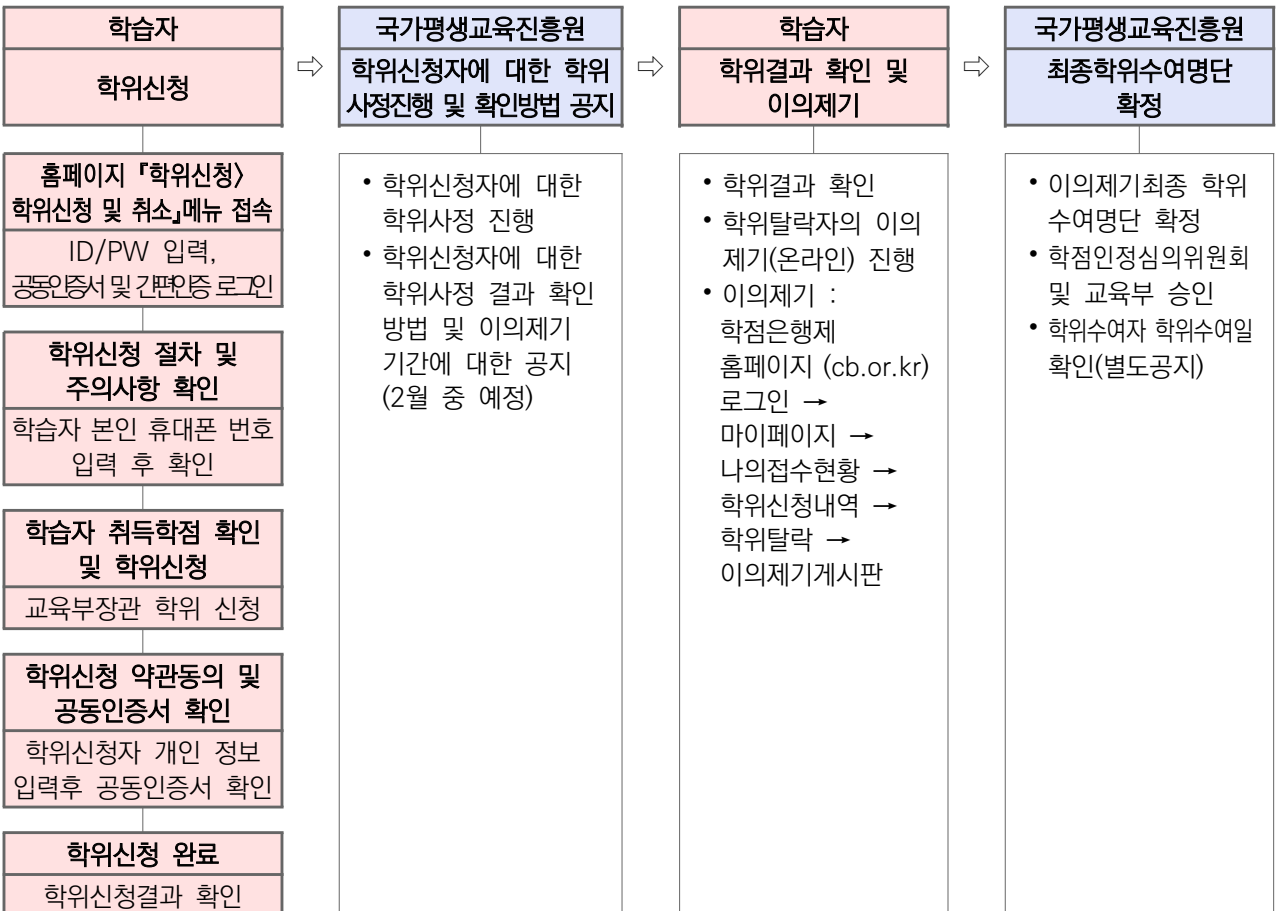 학습자
학위신청
⇨
국가평생교육진흥원
학위신청자에 대한 학위
사정진행 및 확인방법 공지
⇨
학습자
학위결과 확인 및
이의제기
⇨
국가평생교육진흥원
최종학위수여명단
확정
홈페이지 『학위신청〉
학위신청 및 취소』메뉴 접속
ID/PW 입력,
공동인증서 및 간편인증 로그인
학위신청 절차 및
주의사항 확인
학습자 본인 휴대폰 번호
입력 후 확인
학습자 취득학점 확인
및 학위신청
교육부장관 학위 신청
학위신청 약관동의 및
공동인증서 확인
학위신청자 개인 정보
입력후 공동인증서 확인
학위신청 완료
학위신청결과 확인
• 학위신청자에 대한
학위사정 진행
• 학위신청자에 대한
학위사정 결과 확인
방법 및 이의제기
기간에 대한 공지
(2월 중 예정)
• 학위결과 확인
• 학위탈락자의 이의
제기(온라인) 진행
• 이의제기 :
학점은행제
홈페이지 (cb.or.kr)
로그인 →
마이페이지 →
나의접수현황 →
학위신청내역 →
학위탈락 →
이의제기게시판
• 이의제기최종 학위
수여명단 확정
• 학점인정심의위원회
및 교육부 승인
• 학위수여자 학위수여일
확인(별도공지)